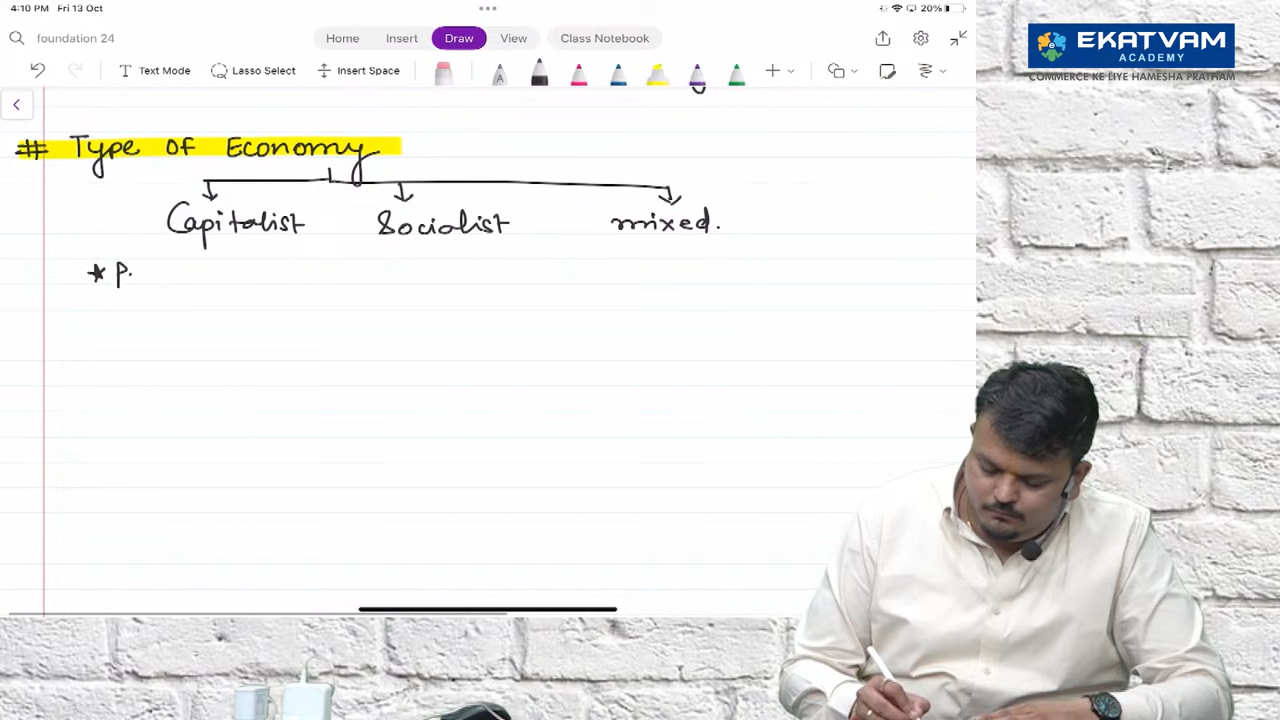 4:10 PM Fri 13 Oct
20%
foundation 24
Home Insert Draw View Class Notebook
Text Mode Lasso Select Insert Space
# Type of Economy
Capitalist Socialist mixed.
★ P.
EKATVAM
ACADEMY
COMMERCE KE LIYE HAMESHA PRATHAM